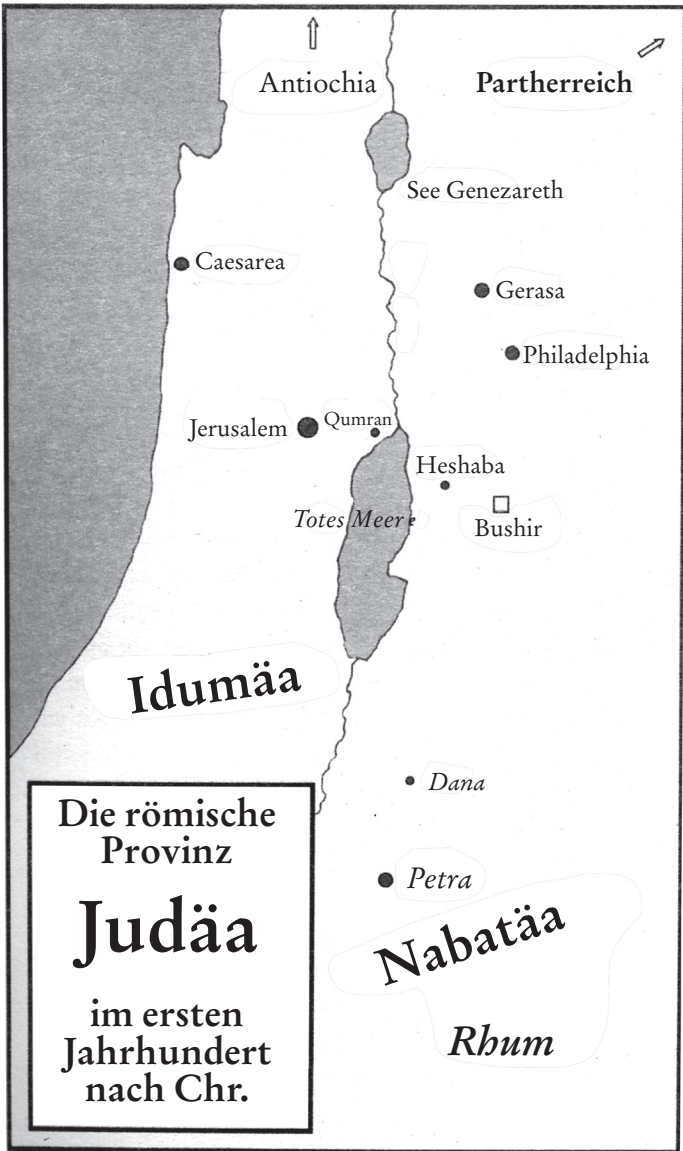 Antiochia
Partherreich
See Genezareth
Caesarea
Gerasa
Philadelphia
Jerusalem
Qumran
Heshaba
Totes Meer e
Bushir
Idumäa
Dana
Petra
Nabatäa
Rhum
Die römische
Provinz
Judäa
im ersten
Jahrhundert
nach Chr.